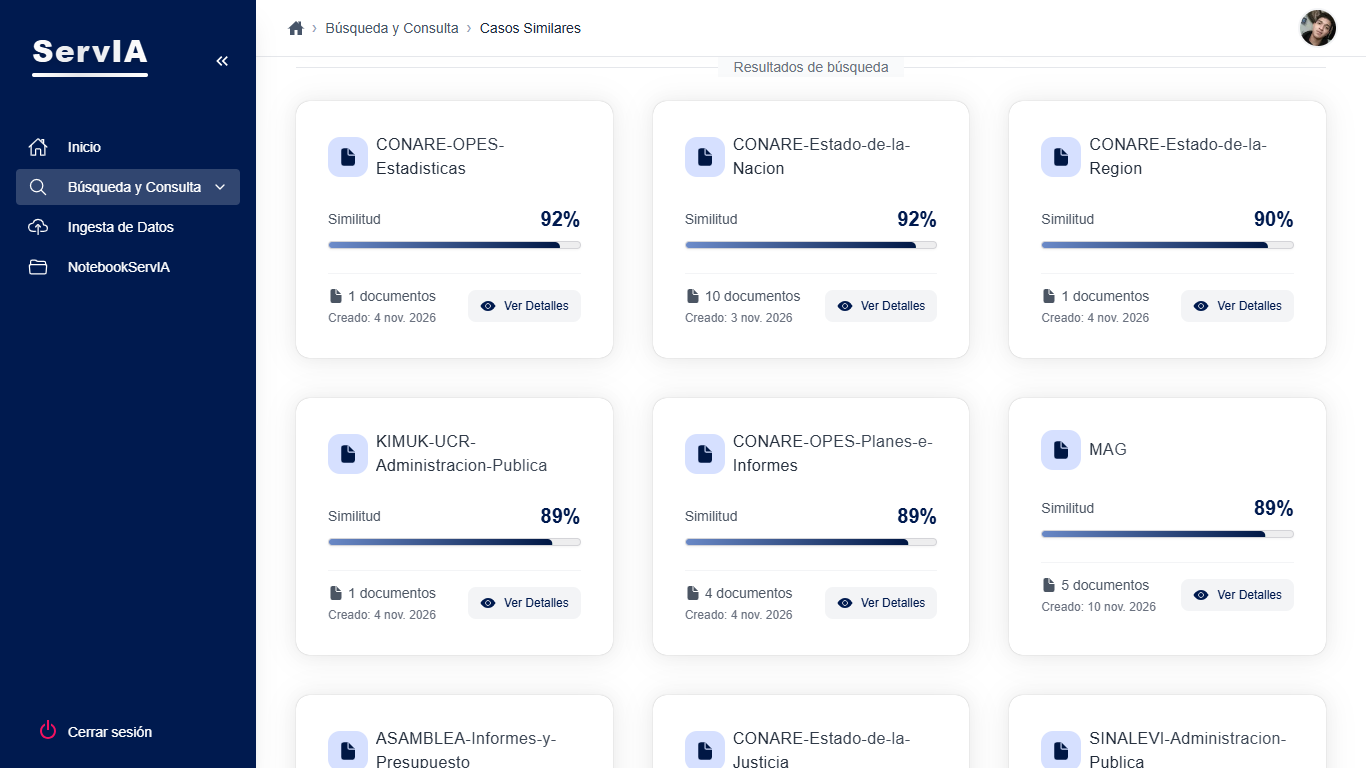 ServIA
Inicio
Búsqueda y Consulta
Ingesta de Datos
NotebookServIA
Cerrar sesión
Búsqueda y Consulta › Casos Similares
Resultados de búsqueda
CONARE-OPES-
Estadisticas
Similitud 92%
1 documentos
Creado: 4 nov. 2026
Ver Detalles
CONARE-Estado-de-la-
Nacion
Similitud 92%
10 documentos
Creado: 3 nov. 2026
Ver Detalles
CONARE-Estado-de-la-
Region
Similitud 90%
1 documentos
Creado: 4 nov. 2026
Ver Detalles
KIMUK-UCR-
Administracion-Publica
Similitud 89%
1 documentos
Creado: 4 nov. 2026
Ver Detalles
CONARE-OPES-Planes-e-
Informes
Similitud 89%
4 documentos
Creado: 4 nov. 2026
Ver Detalles
MAG
Similitud 89%
5 documentos
Creado: 10 nov. 2026
Ver Detalles
ASAMBLEA-Informes-y-
Presupuesto
CONARE-Estado-de-la-
Justicia
SINALEVI-Administracion-
Publica